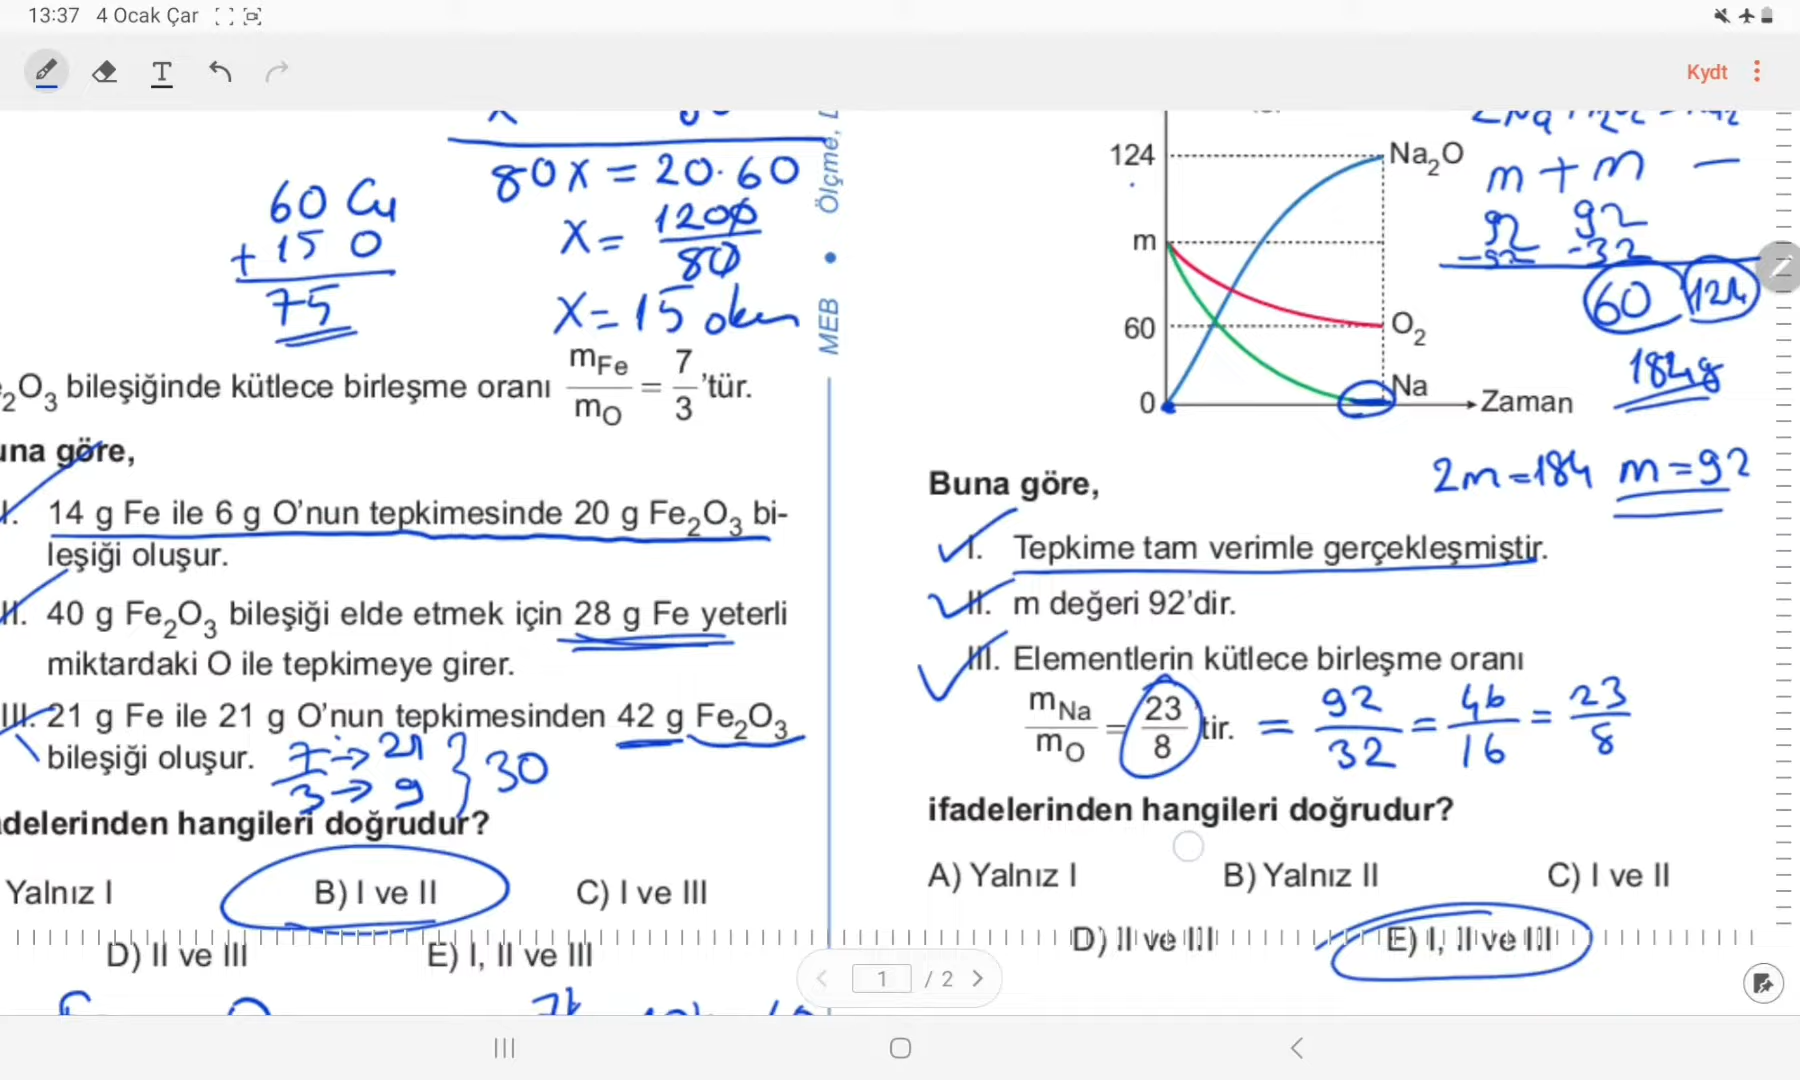 13:37 4 Ocak Çar
T
Kydt
80x = 20.60
60 Cu
+ 15 O
75
x = 1200 / 80
x = 15 olur
MEB • Ölçme,
₂O₃ bileşiğinde kütlece birleşme oranı mFe / mO = 7 / 3 'tür.
una göre,
I. 14 g Fe ile 6 g O'nun tepkimesinde 20 g Fe₂O₃ bi-
leşiği oluşur.
II. 40 g Fe₂O₃ bileşiği elde etmek için 28 g Fe yeterli
miktardaki O ile tepkimeye girer.
III. 21 g Fe ile 21 g O'nun tepkimesinden 42 g Fe₂O₃
bileşiği oluşur.
7 → 21
3 → 9
} 30
delerinden hangileri doğrudur?
Yalnız I
B) I ve II
C) I ve III
D) II ve III
E) I, II ve III
124
Na₂O
m
60
O₂
Na
0
Zaman
m + m —
92 92
-92 -32
60 124
184g
2m = 184 m = 92
Buna göre,
I. Tepkime tam verimle gerçekleşmiştir.
II. m değeri 92'dir.
III. Elementlerin kütlece birleşme oranı
mNa / mO = 23 / 8 tir. = 92 / 32 = 46 / 16 = 23 / 8
ifadelerinden hangileri doğrudur?
A) Yalnız I
B) Yalnız II
C) I ve II
D) II ve III
E) I, II ve III
1 / 2